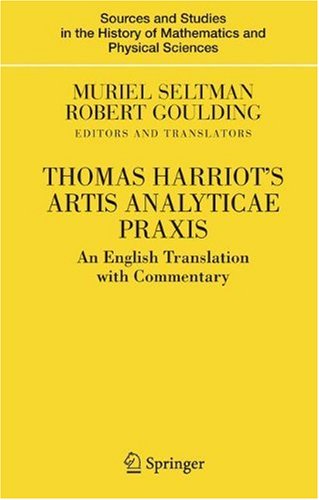 Sources and Studies
in the History of Mathematics and
Physical Sciences
MURIEL SELTMAN
ROBERT GOULDING
EDITORS AND TRANSLATORS
THOMAS HARRIOT'S
ARTIS ANALYTICAE
PRAXIS
An English Translation
with Commentary
Springer